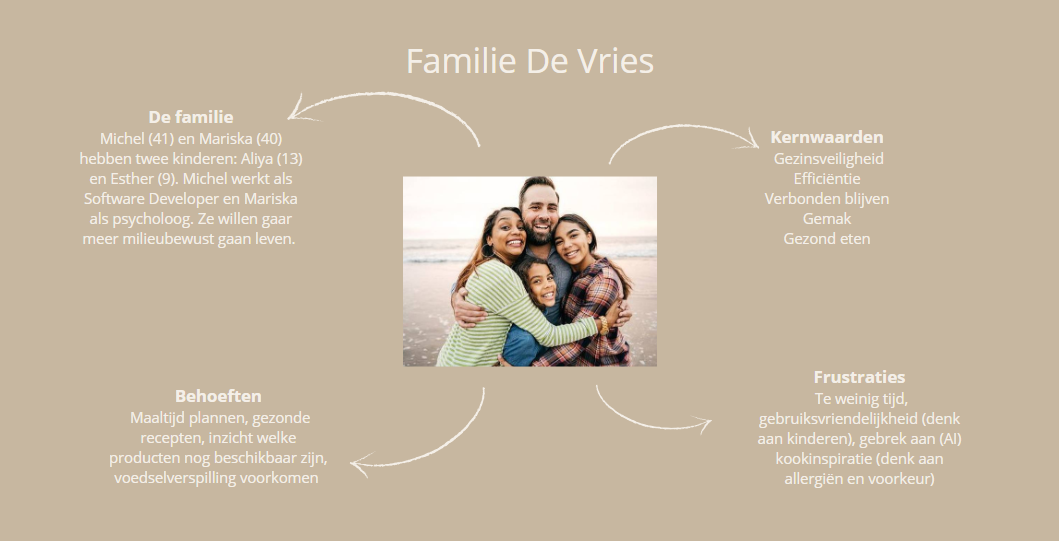 Familie De Vries
De familie
Michel (41) en Mariska (40)
hebben twee kinderen: Aliya (13)
en Esther (9). Michel werkt als
Software Developer en Mariska
als psycholoog. Ze willen gaar
meer milieubewust gaan leven.
Kernwaarden
Gezinsveiligheid
Efficiëntie
Verbonden blijven
Gemak
Gezond eten
Behoeften
Maaltijd plannen, gezonde
recepten, inzicht welke
producten nog beschikbaar zijn,
voedselverspilling voorkomen
Frustraties
Te weinig tijd,
gebruiksvriendelijkheid (denk
aan kinderen), gebrek aan (AI)
kookinspiratie (denk aan
allergiën en voorkeur)